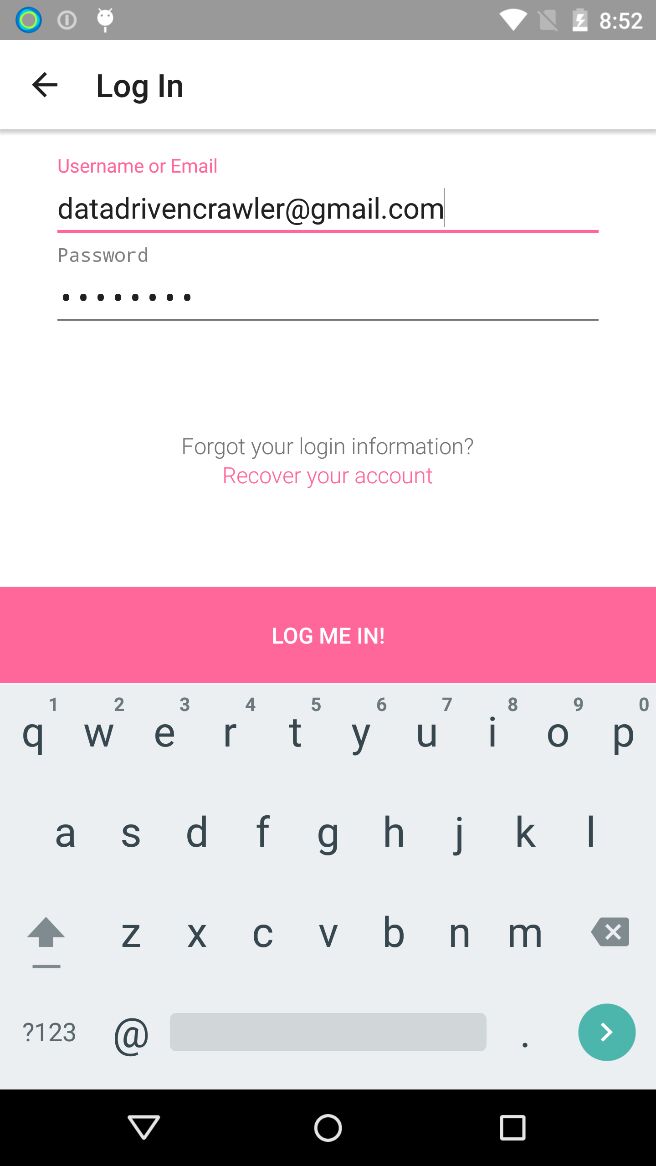 8:52
Log In
Username or Email
datadrivencrawler@gmail.com
Password
••••••••
Forgot your login information?
Recover your account
LOG ME IN!
1 2 3 4 5 6 7 8 9 0
q w e r t y u i o p
a s d f g h j k l
z x c v b n m
?123 @ .